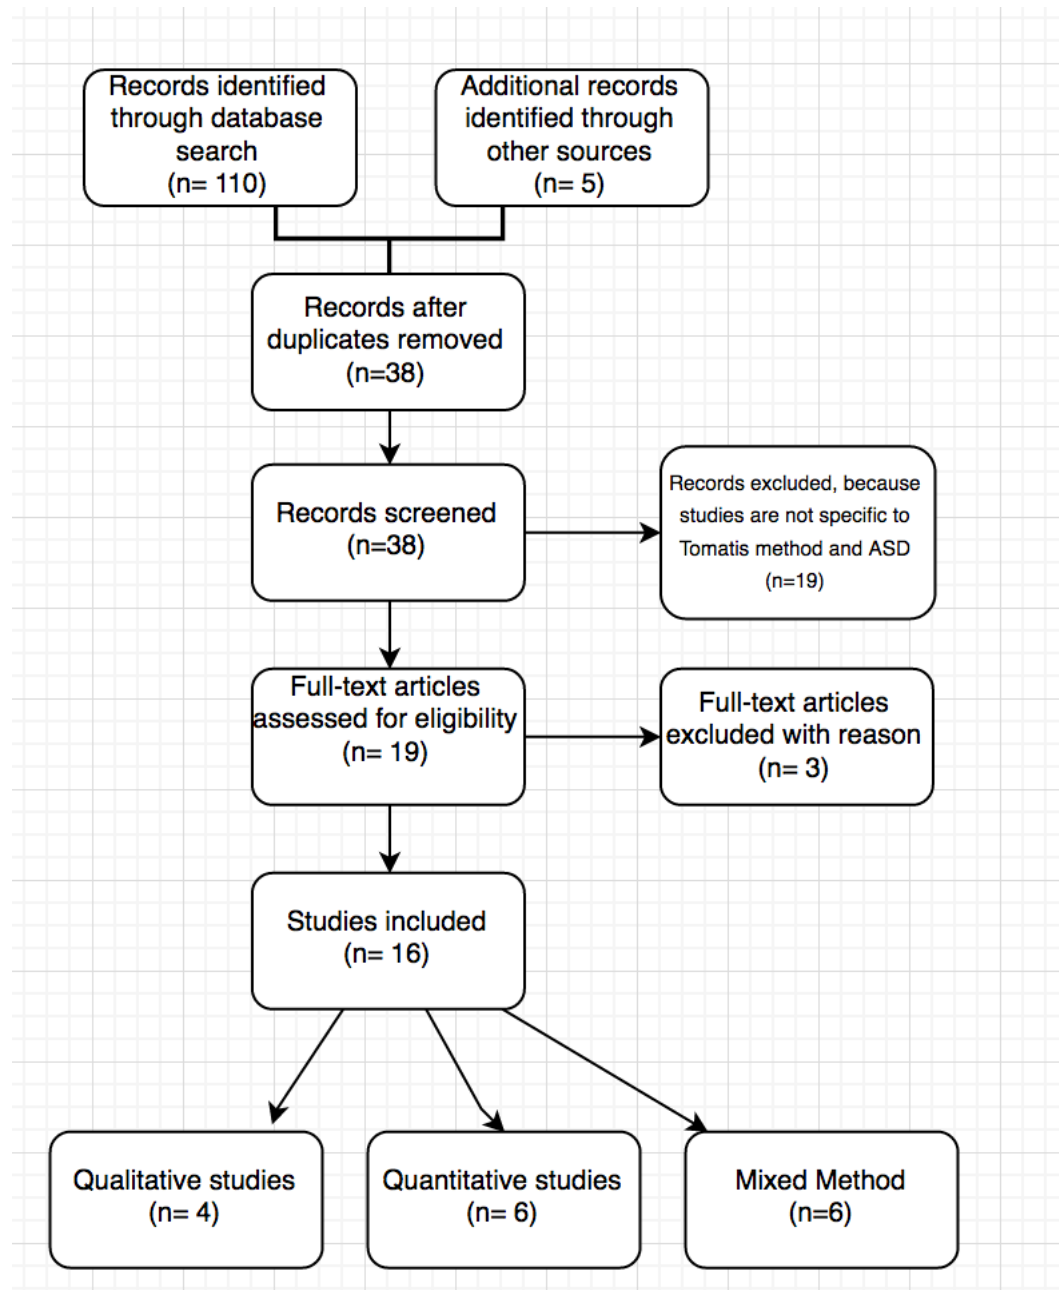 Records identified
through database
search
(n= 110)
Additional records
identified through
other sources
(n= 5)
Records after
duplicates removed
(n=38)
Records screened
(n=38)
Records excluded, because
studies are not specific to
Tomatis method and ASD
(n=19)
Full-text articles
assessed for eligibility
(n= 19)
Full-text articles
excluded with reason
(n= 3)
Studies included
(n= 16)
Qualitative studies
(n= 4)
Quantitative studies
(n= 6)
Mixed Method
(n=6)